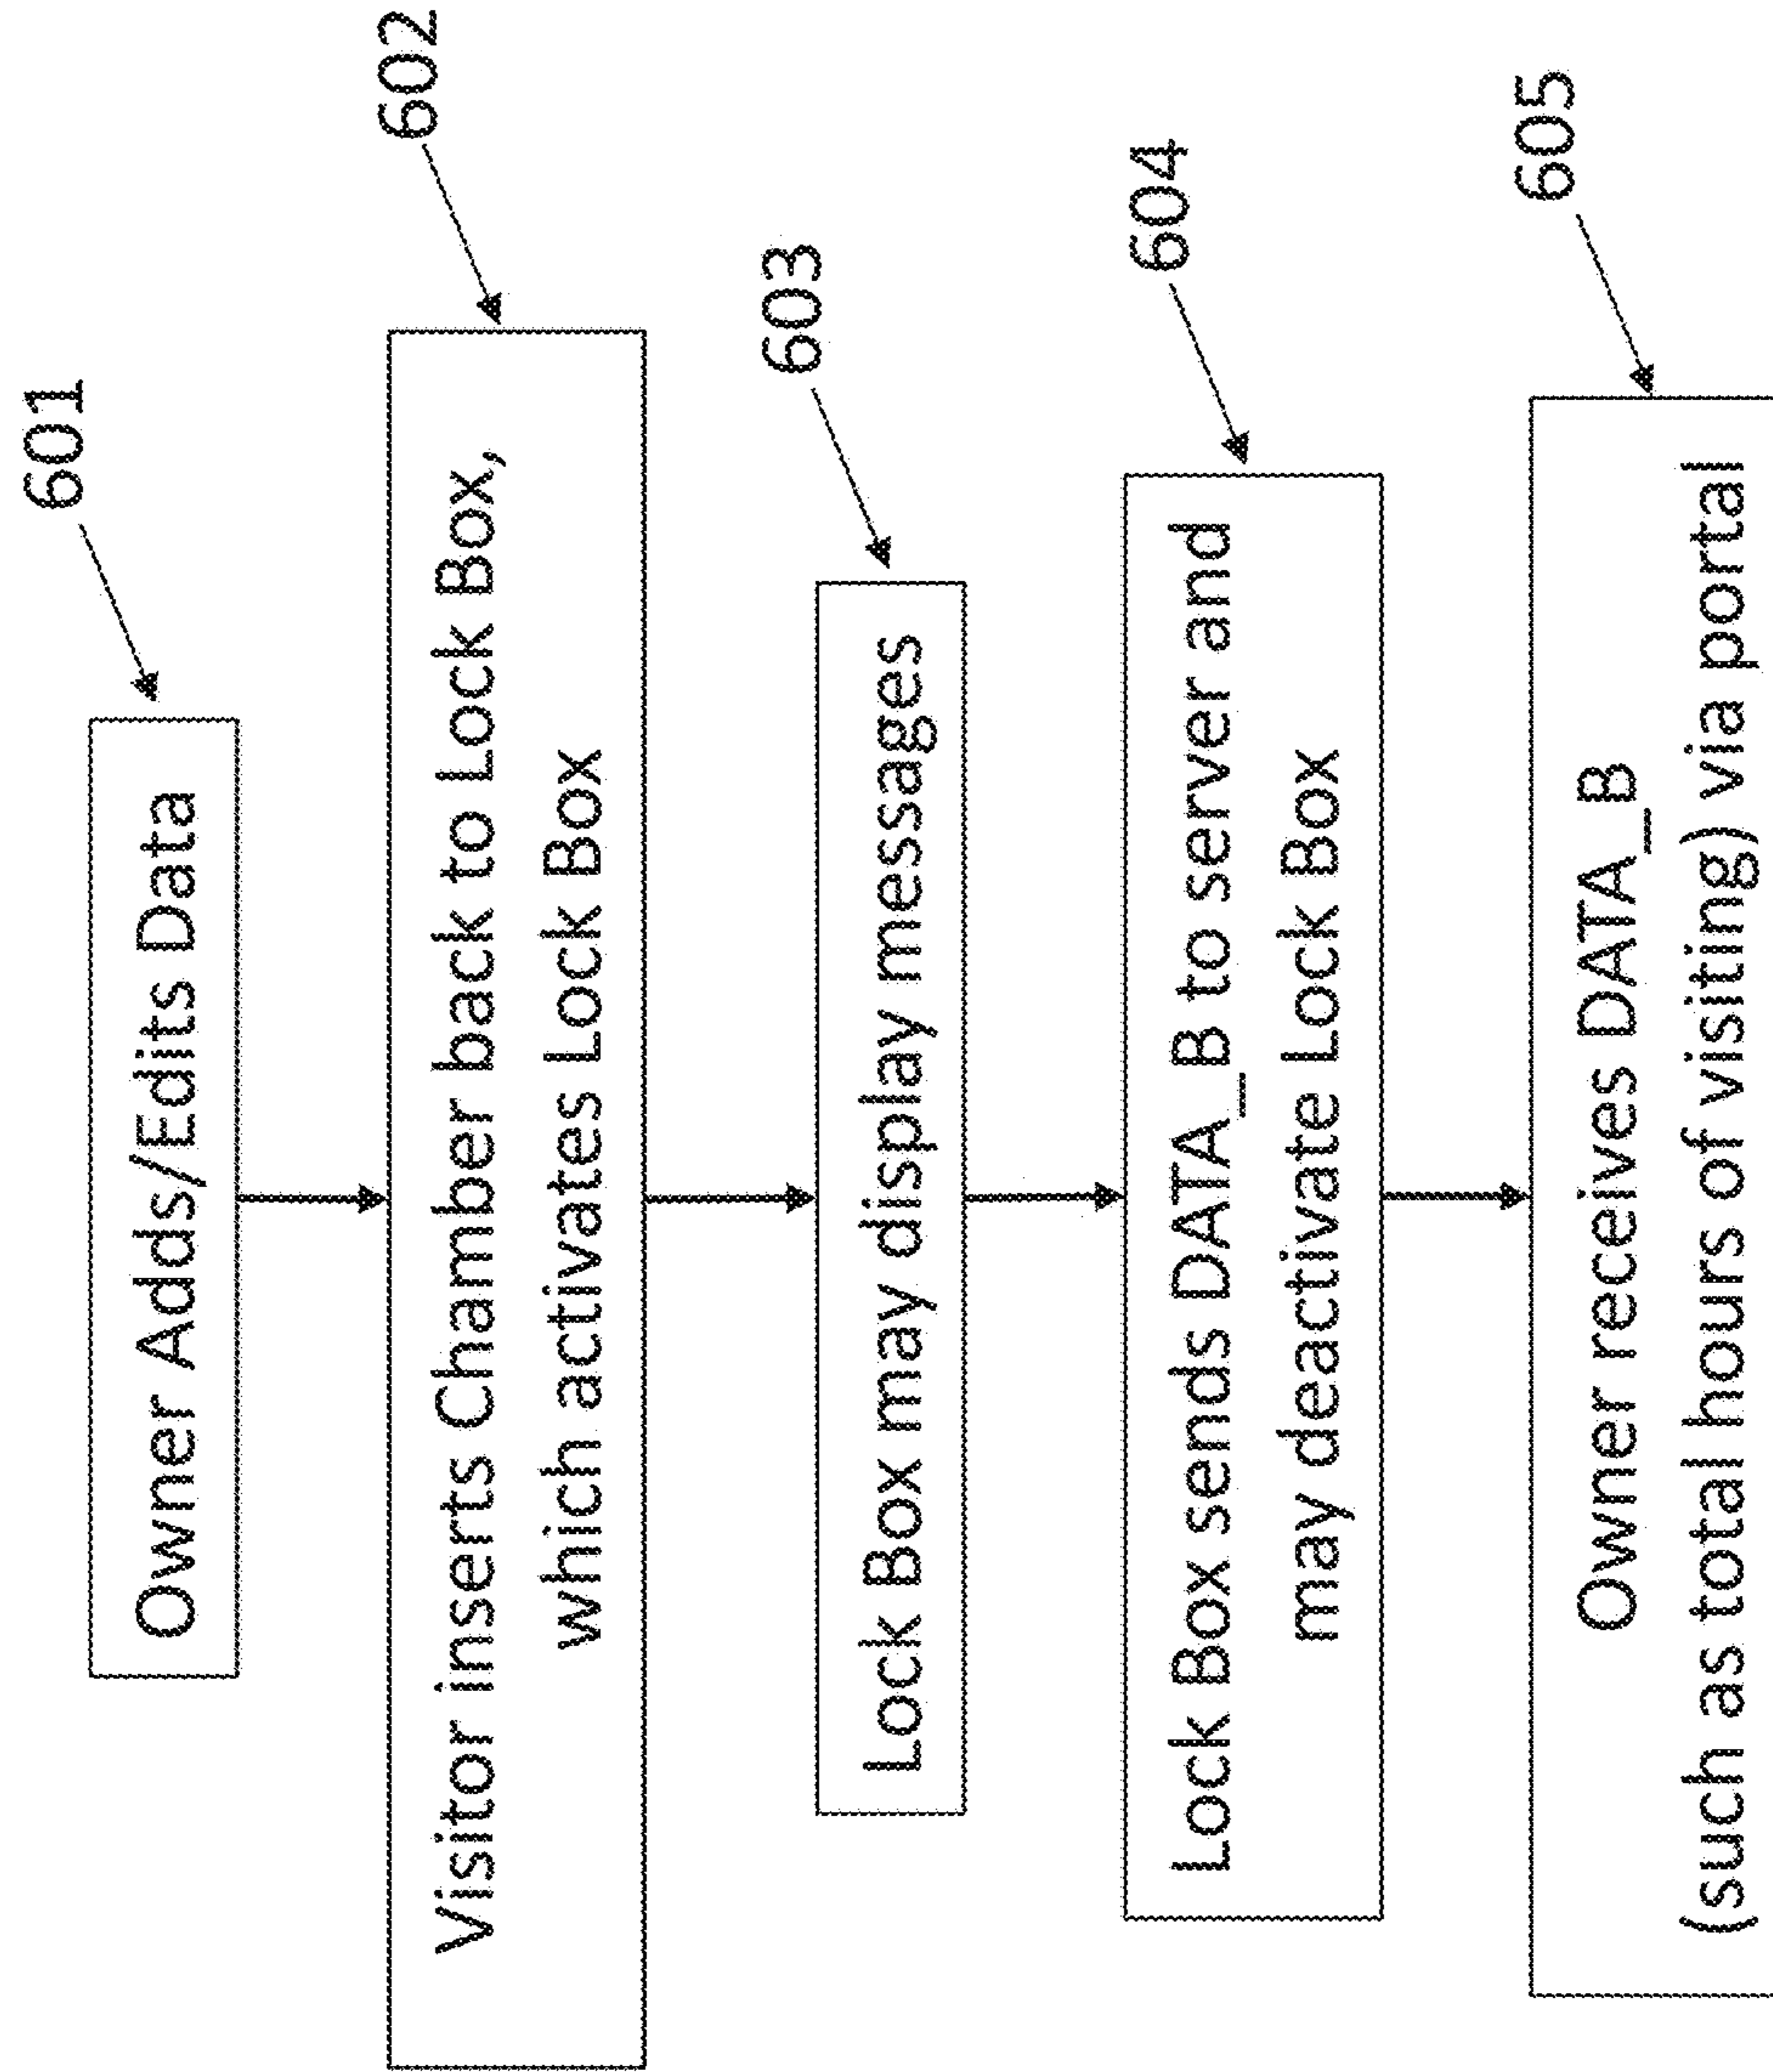 601
Owner Adds/Edits Data
602
Visitor inserts Chamber back to Lock Box,
which activates Lock Box
603
Lock Box may display messages
604
Lock Box sends DATA_B to server and
may deactivate Lock Box
605
Owner receives DATA_B
(such as total hours of visiting) via portal